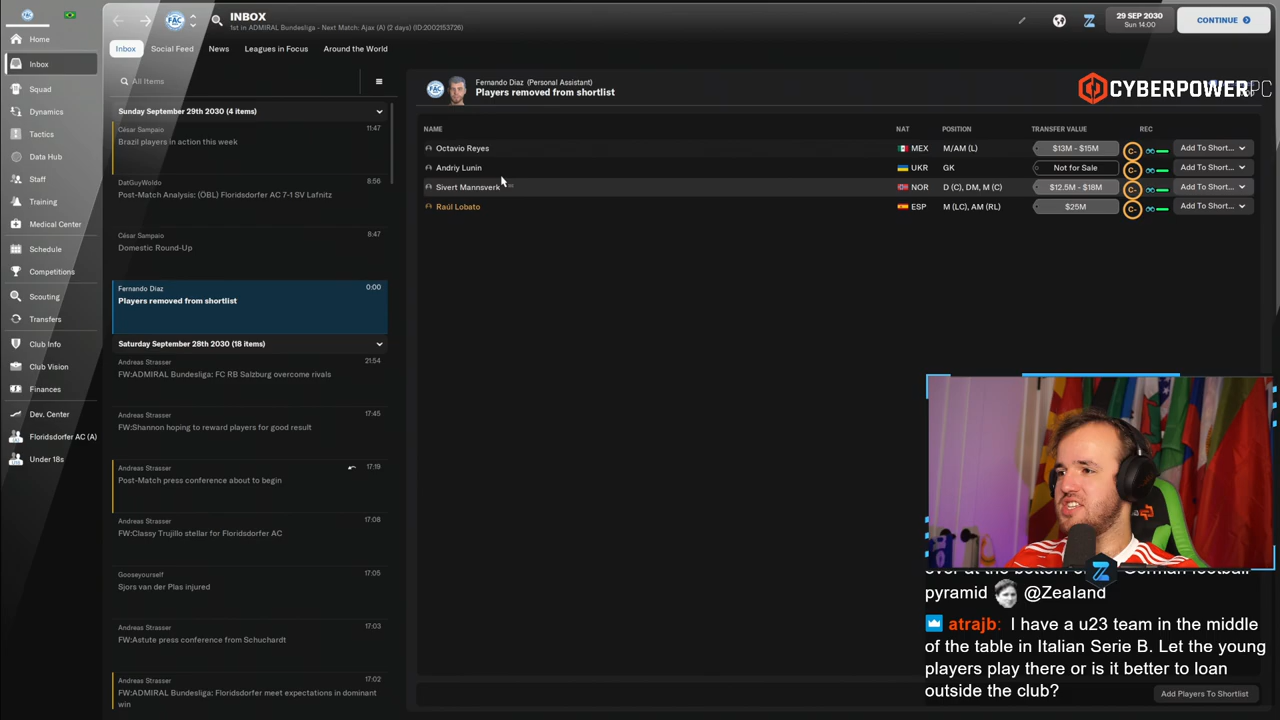 INBOX
1st in ADMIRAL Bundesliga - Next Match: Ajax (A) (2 days) (ID:2002153726)
29 SEP 2030
Sun 14:00
CONTINUE
Home
Inbox
Squad
Dynamics
Tactics
Data Hub
Staff
Training
Medical Center
Schedule
Competitions
Scouting
Transfers
Club Info
Club Vision
Finances
Dev. Center
Floridsdorfer AC (A)
Under 18s
Inbox Social Feed News Leagues in Focus Around the World
All Items
Sunday September 29th 2030 (4 items)
César Sampaio 11:47
Brazil players in action this week
DatGuyWoldo 8:56
Post-Match Analysis: (ÖBL) Floridsdorfer AC 7-1 SV Lafnitz
César Sampaio 8:47
Domestic Round-Up
Fernando Diaz 0:00
Players removed from shortlist
Saturday September 28th 2030 (18 items)
Andreas Strasser 21:54
FW:ADMIRAL Bundesliga: FC RB Salzburg overcome rivals
Andreas Strasser 17:45
FW:Shannon hoping to reward players for good result
Andreas Strasser 17:19
Post-Match press conference about to begin
Andreas Strasser 17:08
FW:Classy Trujillo stellar for Floridsdorfer AC
Gooseyourself 17:05
Sjors van der Plas injured
Andreas Strasser 17:03
FW:Astute press conference from Schuchardt
Andreas Strasser 17:02
FW:ADMIRAL Bundesliga: Floridsdorfer meet expectations in dominant
win
Fernando Diaz (Personal Assistant)
Players removed from shortlist
CYBERPOWERPC
NAME NAT POSITION TRANSFER VALUE REC
Octavio Reyes MEX M/AM (L) $13M - $15M C- Add To Short...
Andriy Lunin UKR GK Not for Sale C- Add To Short...
Sivert Mannsverk NOR D (C), DM, M (C) $12.5M - $18M C- Add To Short...
Raúl Lobato ESP M (LC), AM (RL) $25M C- Add To Short...
pyramid @Zealand
atrajb: I have a u23 team in the middle
of the table in Italian Serie B. Let the young
players play there or is it better to loan
outside the club?
Add Players To Shortlist